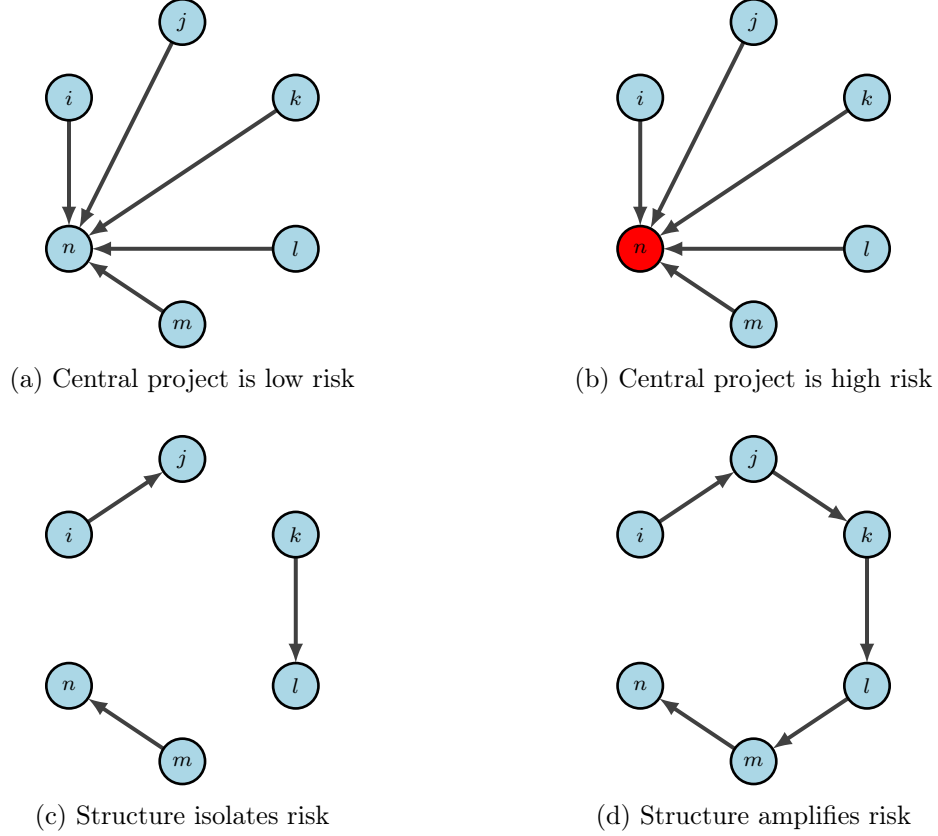 j j
i k i k
n l n l
m m
(a) Central project is low risk
(b) Central project is high risk
j j
i k i k
n l n l
m m
(c) Structure isolates risk
(d) Structure amplifies risk